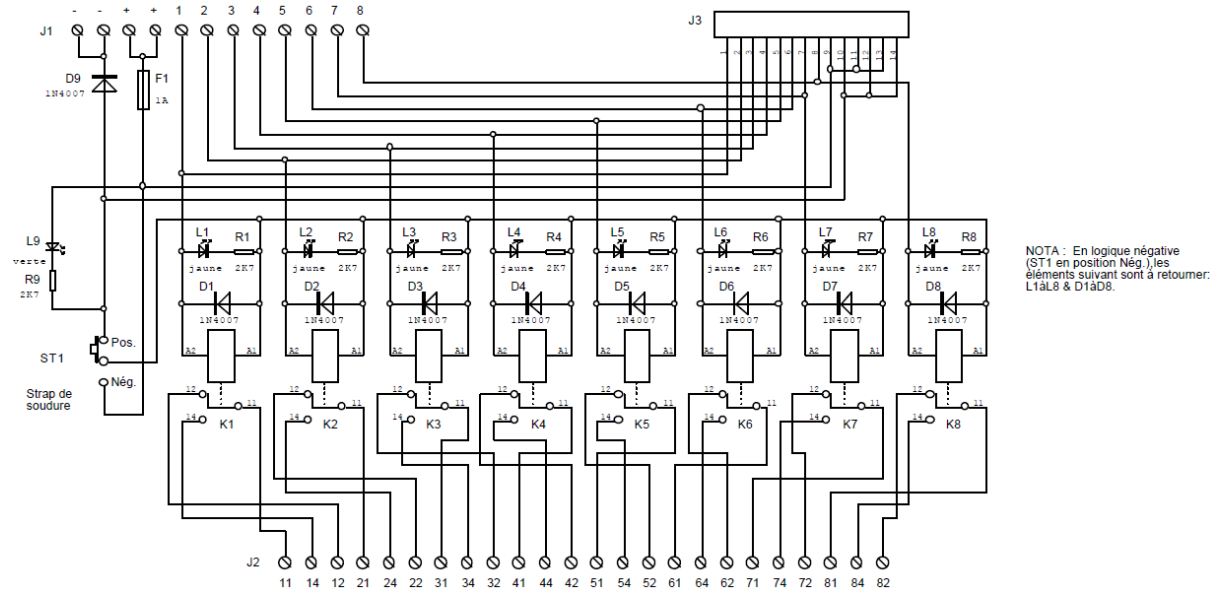 - - + + 1 2 3 4 5 6 7 8
J1
J3
1 2 3 4 5 6 7 8 9 10 11 12 13 14
D9
1N4007
F1
1A
L9
verte
R9
2K7
L1 R1 L2 R2 L3 R3 L4 R4 L5 R5 L6 R6 L7 R7 L8 R8
jaune 2K7 jaune 2K7 jaune 2K7 jaune 2K7 jaune 2K7 jaune 2K7 jaune 2K7 jaune 2K7
D1 D2 D3 D4 D5 D6 D7 D8
1N4007 1N4007 1N4007 1N4007 1N4007 1N4007 1N4007 1N4007
NOTA : En logique négative
(ST1 en position Nég.),les
éléments suivant sont à retourner:
L1àL8 & D1àD8.
Pos.
ST1
Nég.
Strap de
soudure
A2 A1 A2 A1 A2 A1 A2 A1 A2 A1 A2 A1 A2 A1 A2 A1
12 12 12 12 12 12 12 12
11 11 11 11 11 11 11 11
14 14 14 14 14 14 14 14
K1 K2 K3 K4 K5 K6 K7 K8
J2
11 14 12 21 24 22 31 34 32 41 44 42 51 54 52 61 64 62 71 74 72 81 84 82